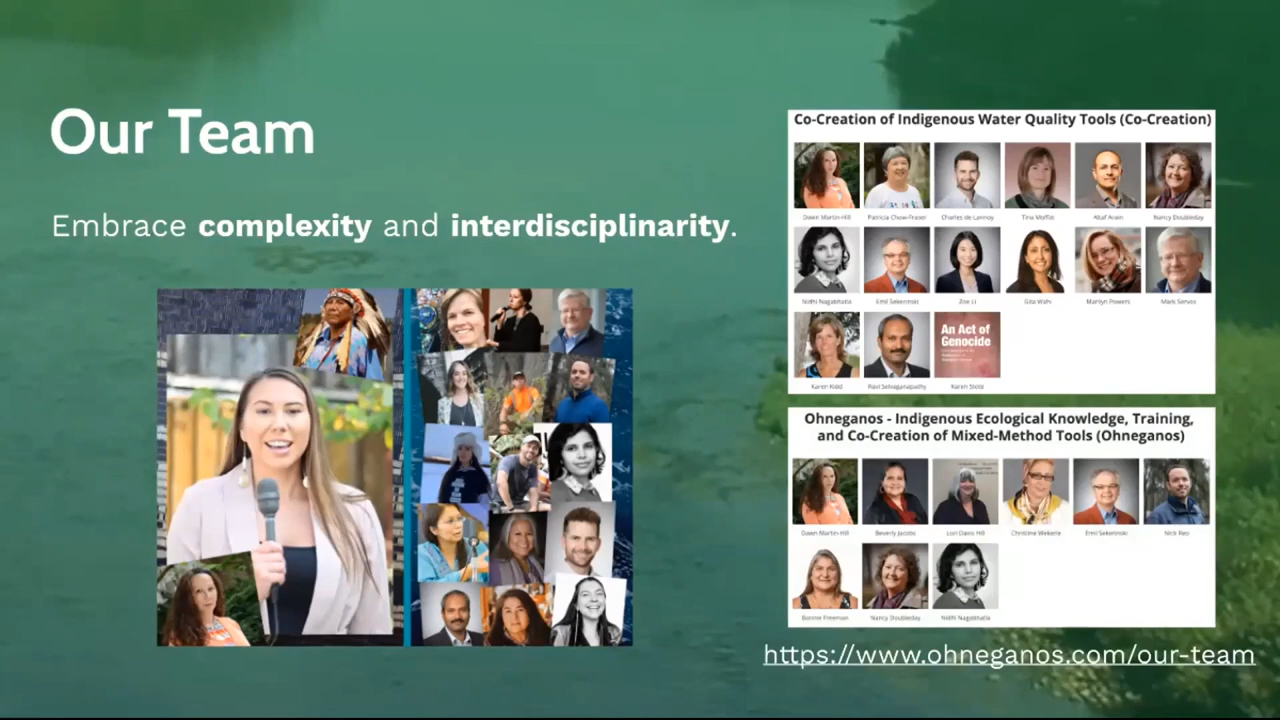 Our Team
Embrace complexity and interdisciplinarity.
Co-Creation of Indigenous Water Quality Tools (Co-Creation)
Dawn Martin-Hill Patricia Chow-Fraser Charles de Lannoy Tina Moffat Altaf Arain Nancy Doubleday
Nidhi Nagabhatla Emil Sekerinski Zoe Li Gita Wahi Marilyn Powers Mark Servos
An Act of
Genocide
Karen Kidd Ravi Selvaganapathy Karen Stote
Ohneganos - Indigenous Ecological Knowledge, Training,
and Co-Creation of Mixed-Method Tools (Ohneganos)
Dawn Martin-Hill Beverly Jacobs Lori Davis Hill Christine Wekerle Emil Sekerinski Nick Reo
Bonnie Freeman Nancy Doubleday Nidhi Nagabhatla
https://www.ohneganos.com/our-team